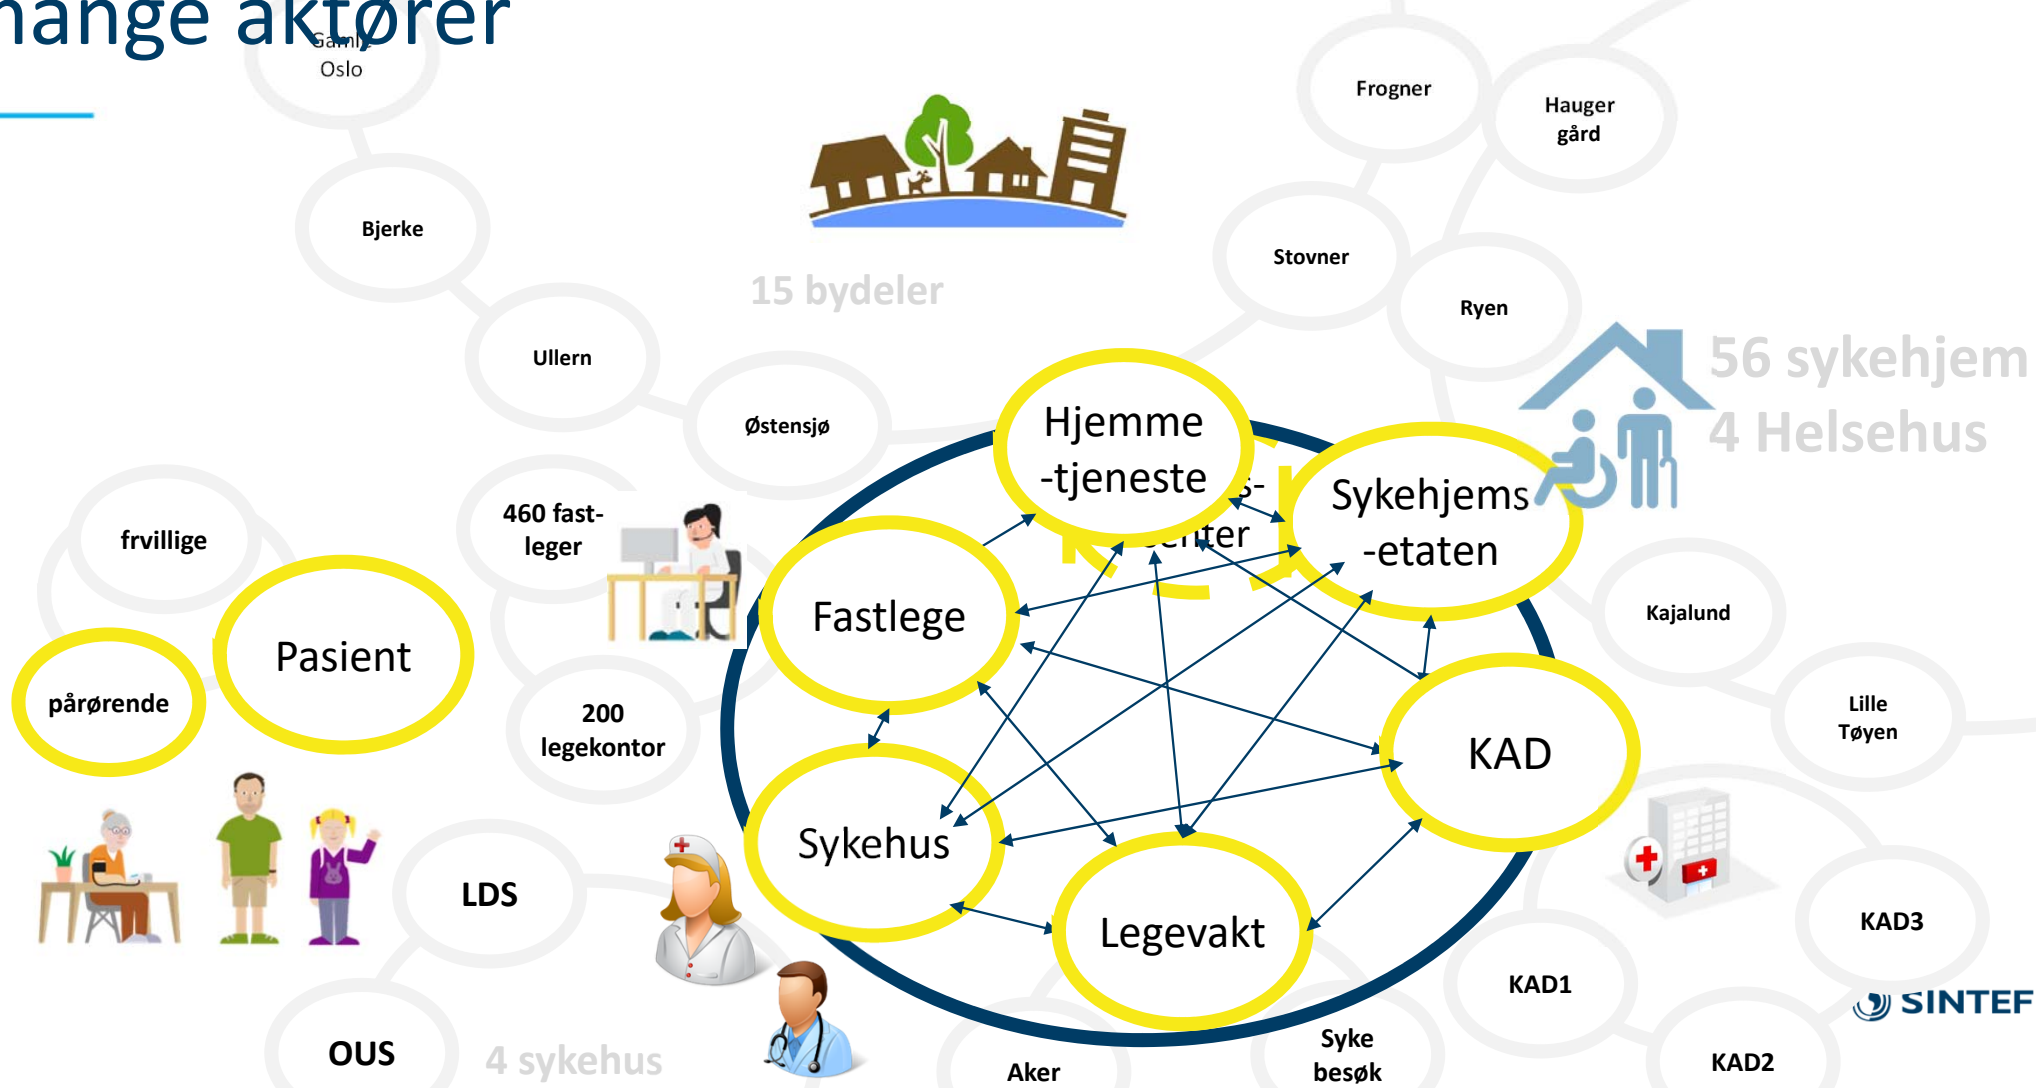 mange aktører
Gamle
Oslo
Frogner
Hauger
gård
Bjerke
Stovner
15 bydeler
Ryen
Ullern
56 sykehjem
4 Helsehus
Østensjø
Hjemme
-tjeneste
s-
senter
Sykehjems
-etaten
460 fast-
leger
frvillige
Fastlege
Kajalund
Pasient
pårørende
200
legekontor
Lille
Tøyen
KAD
Sykehus
LDS
Legevakt
KAD3
KAD1
SINTEF
OUS
4 sykehus
Syke
besøk
Aker
KAD2